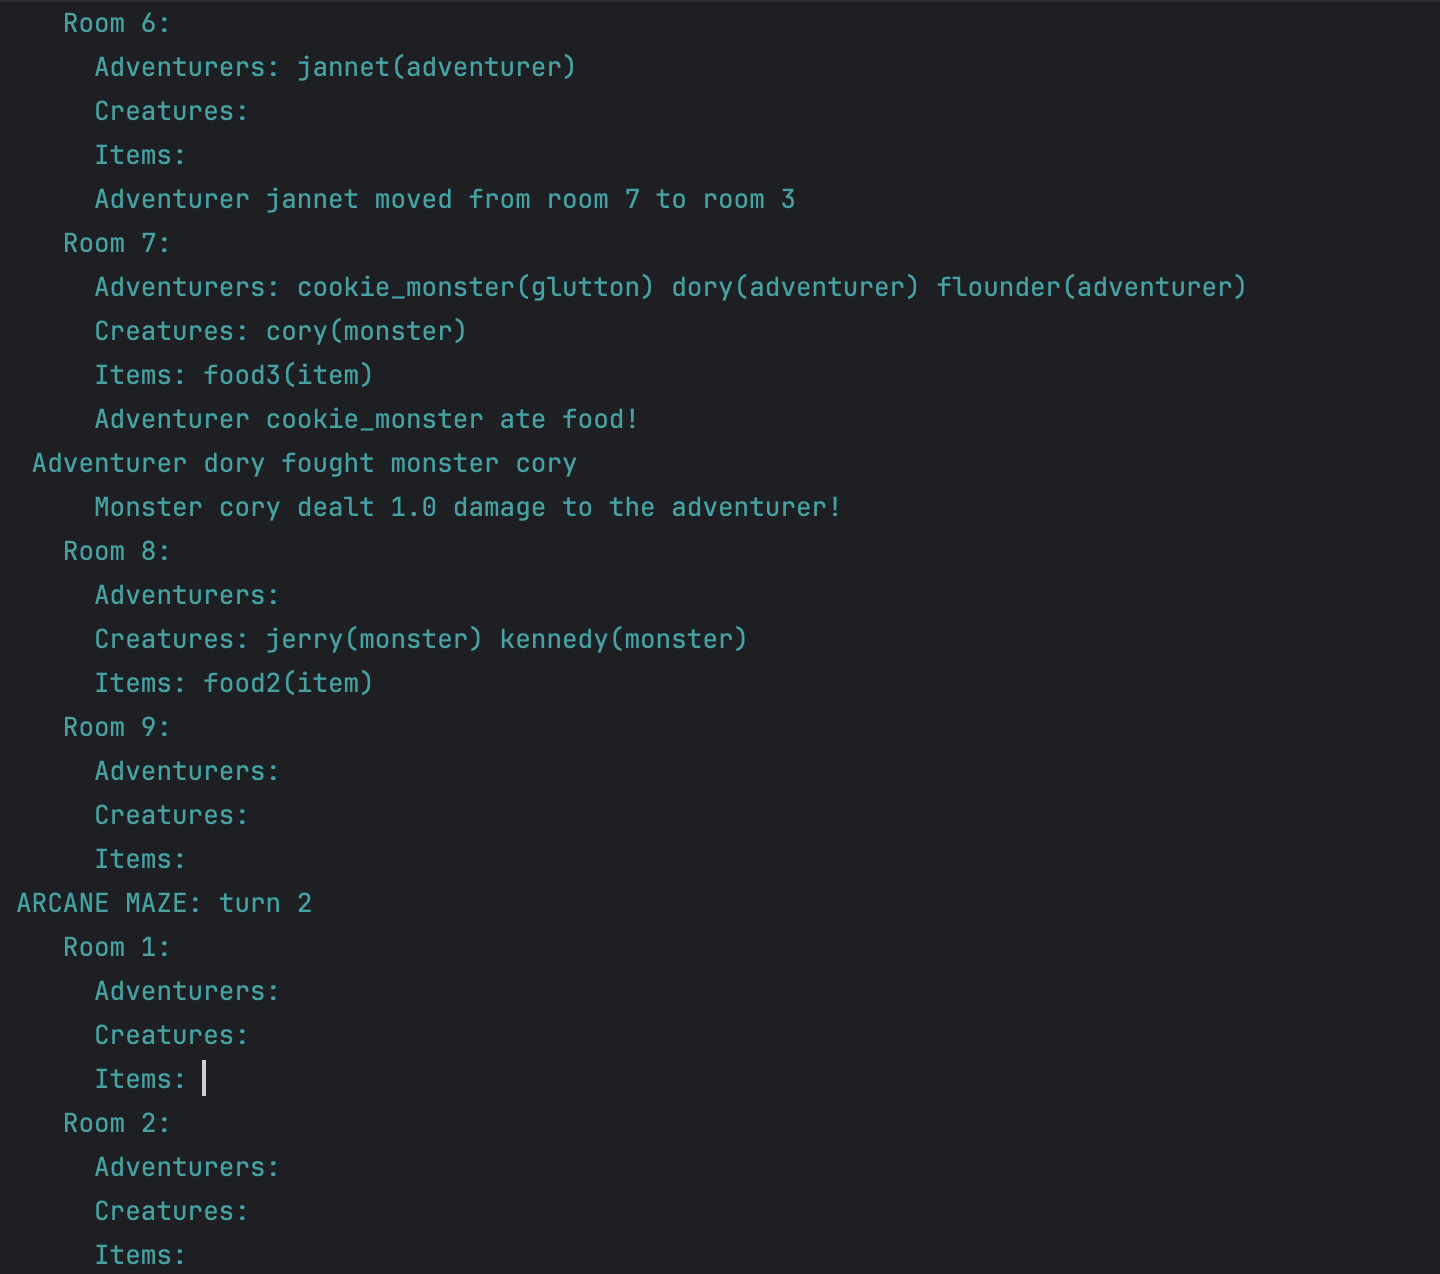 Room 6:
Adventurers: jannet(adventurer)
Creatures:
Items:
Adventurer jannet moved from room 7 to room 3
Room 7:
Adventurers: cookie_monster(glutton) dory(adventurer) flounder(adventurer)
Creatures: cory(monster)
Items: food3(item)
Adventurer cookie_monster ate food!
Adventurer dory fought monster cory
Monster cory dealt 1.0 damage to the adventurer!
Room 8:
Adventurers:
Creatures: jerry(monster) kennedy(monster)
Items: food2(item)
Room 9:
Adventurers:
Creatures:
Items:
ARCANE MAZE: turn 2
Room 1:
Adventurers:
Creatures:
Items:
Room 2:
Adventurers:
Creatures:
Items: